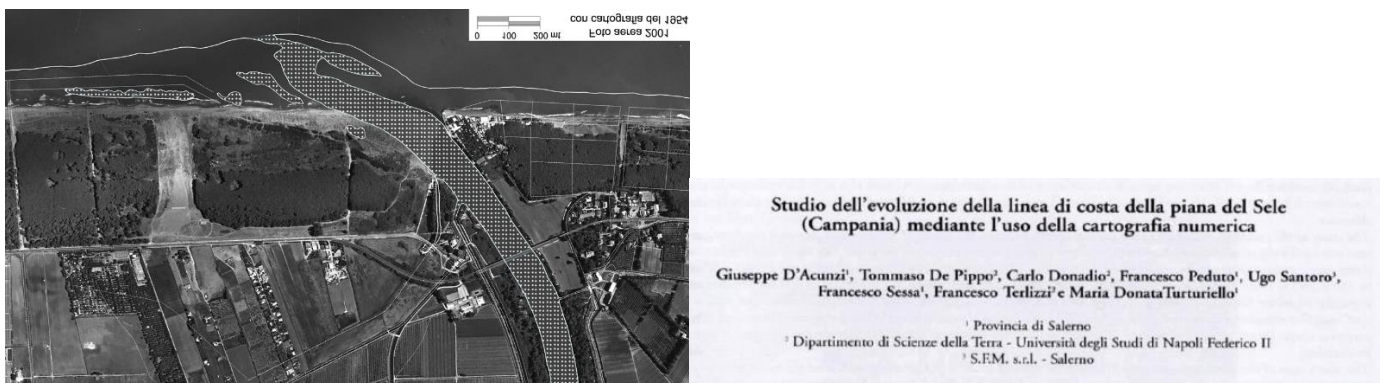 0 100 200 mt
Foto aerea 2001
con cartografia del 1954
Studio dell'evoluzione della linea di costa della piana del Sele
(Campania) mediante l'uso della cartografia numerica
Giuseppe D'Acunzi¹, Tommaso De Pippo², Carlo Donadio², Francesco Peduto¹, Ugo Santoro³,
Francesco Sessa¹, Francesco Terlizzi² e Maria DonataTurturiello¹
¹ Provincia di Salerno
² Dipartimento di Scienze della Terra - Università degli Studi di Napoli Federico II
³ S.F.M. s.r.l. - Salerno